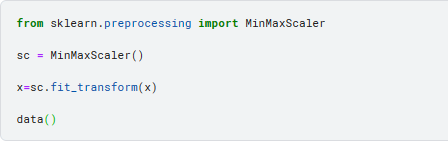 from sklearn.preprocessing import MinMaxScaler
sc = MinMaxScaler()
x=sc.fit_transform(x)
data()